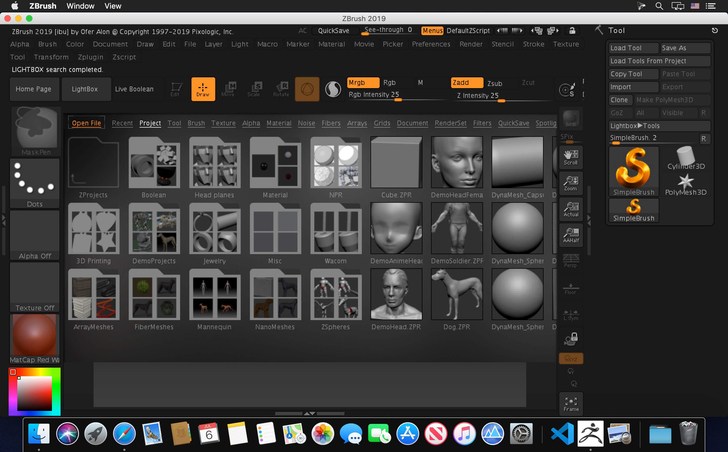 ZBrush Window View
ZBrush 2019
ZBrush 2019 [ibu] by Ofer Alon @ Copyright 1997-2019 Pixologic, Inc.
AC QuickSave See-through 0 Menus DefaultZScript
Alpha Brush Color Document Draw Edit File Layer Light Macro Marker Material Movie Picker Preferences Render Stencil Stroke Texture
Tool Transform Zplugin Zscript
LIGHTBOX search completed.
Home Page LightBox Live Boolean Edit Draw Move Scale Rotate
Mrgb Rgb M
Rgb Intensity 25
Zadd Zsub Zcut
Z Intensity 25
Open File Recent Project Tool Brush Texture Alpha Material Noise Fibers Arrays Grids Document RenderSet Filters QuickSave Spotlig
ZProjects Boolean Head planes Material NPR Cube.ZPR DemoHeadFema DynaMesh_Caps
3D Printing DemoProjects Jewelry Misc Wacom DemoAnimeHea DemoSoldier.ZPR DynaMesh_Sphe
ArrayMeshes FiberMeshes Mannequin NanoMeshes ZSpheres DemoHead.ZPR Dog.ZPR DynaMesh_Sphe
Dots
Alpha Off
Texture Off
MatCap Red Wa
SPix
Scroll
Zoom
Actual
AAHalf
Persp
Floor
Frame
Tool
Load Tool Save As
Load Tools From Project
Copy Tool Paste Tool
Import Export
Clone Make PolyMesh3D
GoZ All Visible R
Lightbox▶Tools
SimpleBrush. 2 R
SimpleBrush Cylinder3D
PolyMesh3D
SimpleBrush
6